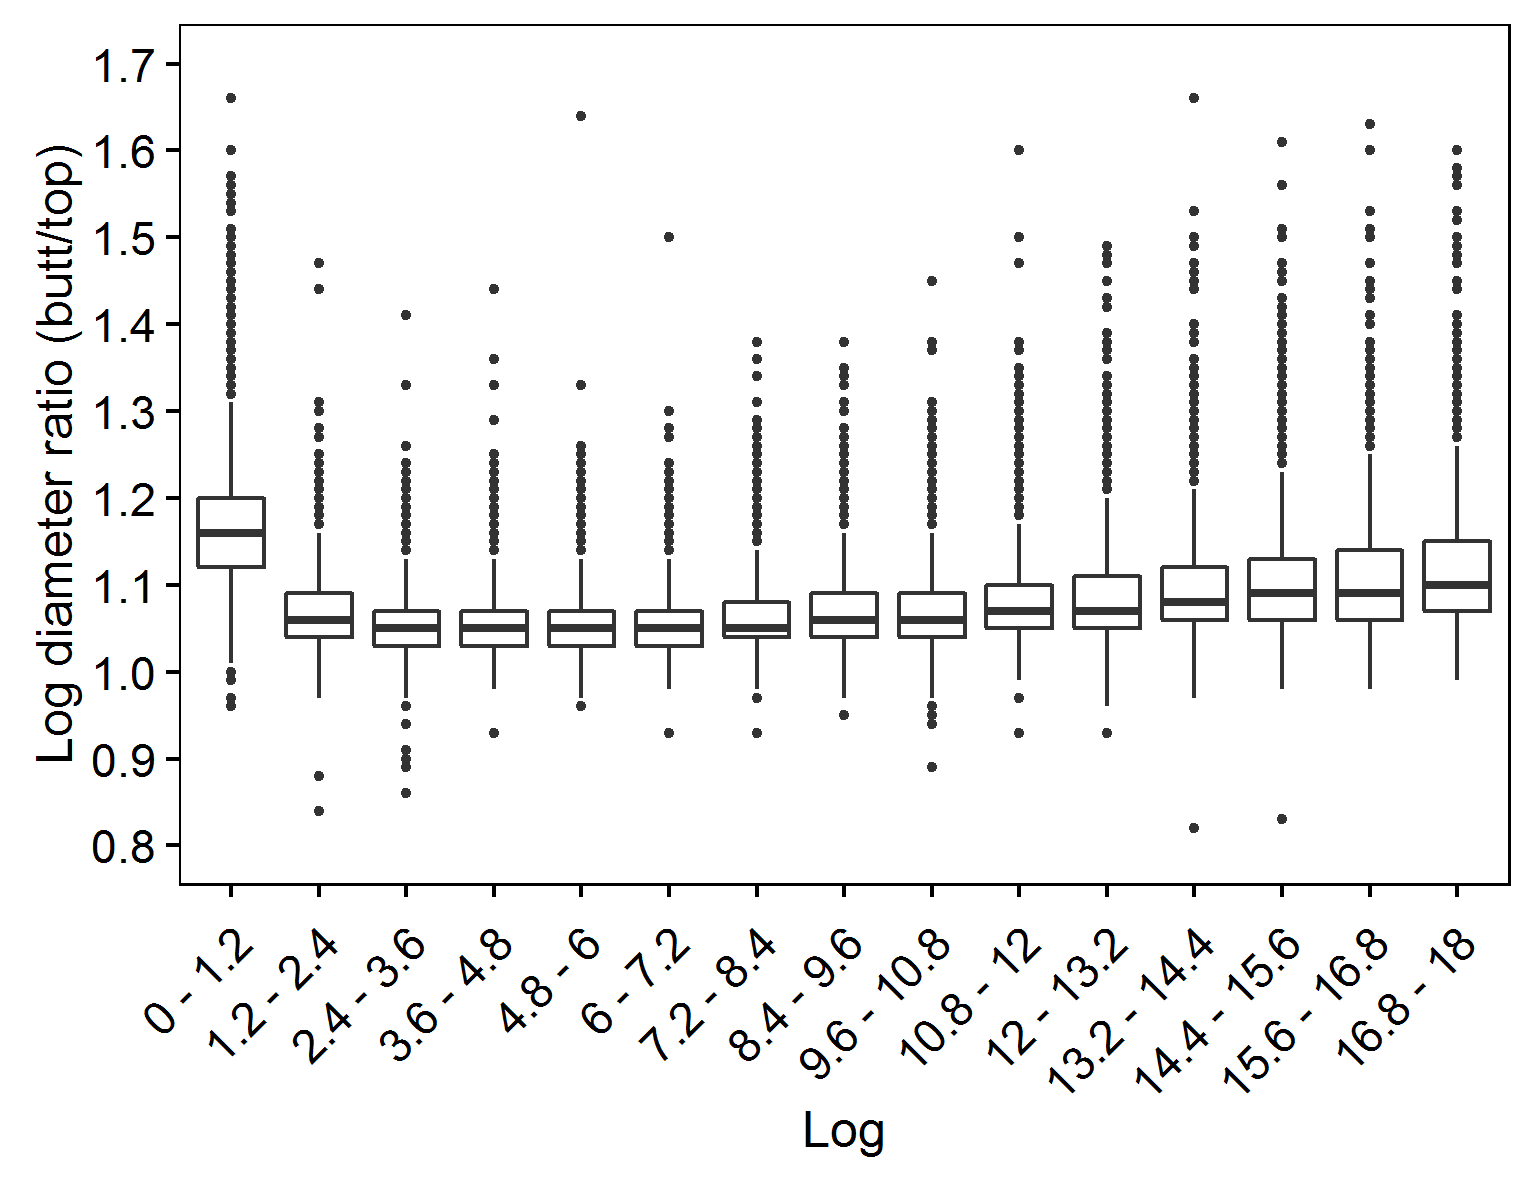 Log diameter ratio (butt/top)
1.7
1.6
1.5
1.4
1.3
1.2
1.1
1.0
0.9
0.8
0 - 1.2
1.2 - 2.4
2.4 - 3.6
3.6 - 4.8
4.8 - 6
6 - 7.2
7.2 - 8.4
8.4 - 9.6
9.6 - 10.8
10.8 - 12
12 - 13.2
13.2 - 14.4
14.4 - 15.6
15.6 - 16.8
16.8 - 18
Log